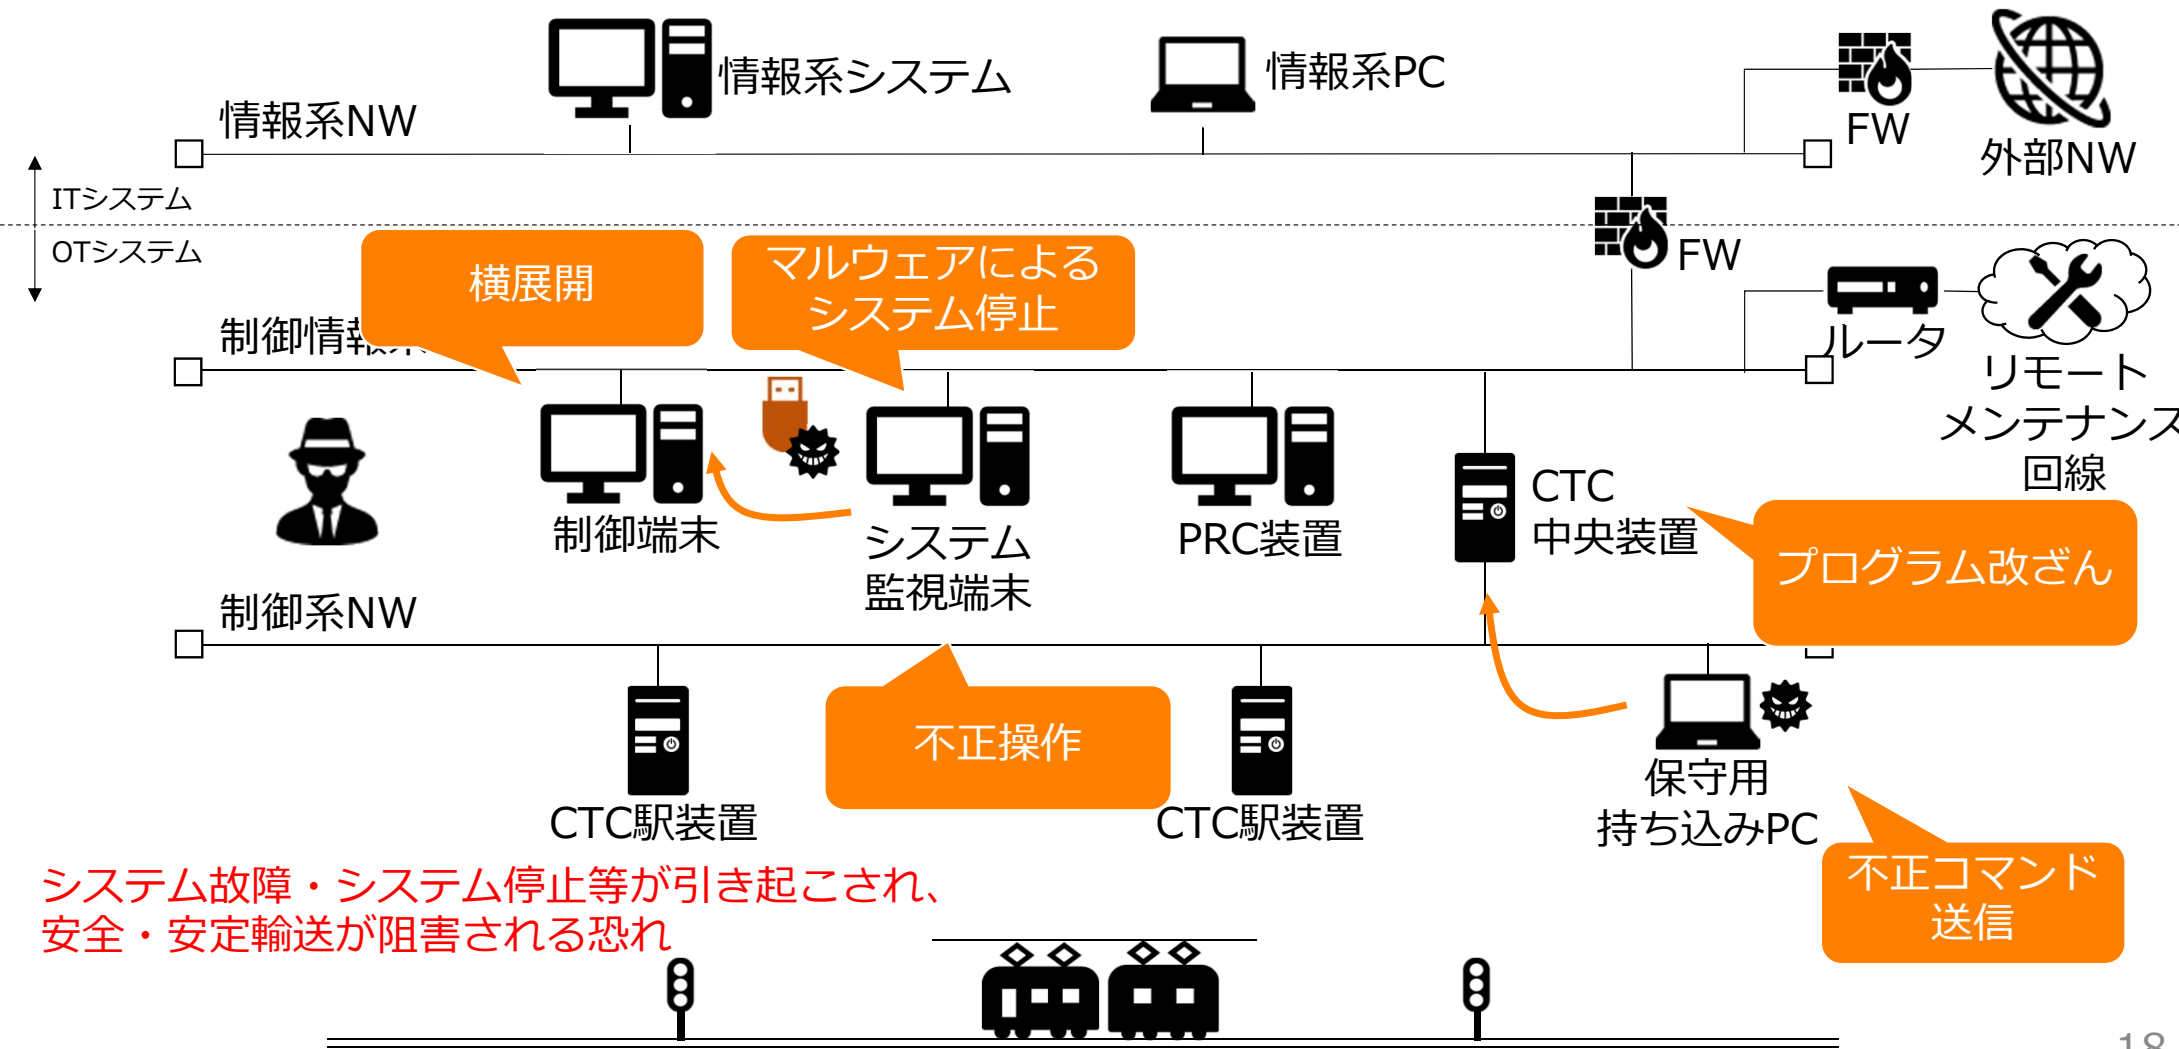 情報系システム
情報系PC
情報系NW
FW
外部NW
ITシステム
OTシステム
FW
横展開
マルウェアによる
システム停止
制御情報系
ルータ
リモート
メンテナンス
回線
制御端末
システム
監視端末
PRC装置
CTC
中央装置
プログラム改ざん
制御系NW
不正操作
CTC駅装置
CTC駅装置
保守用
持ち込みPC
不正コマンド
送信
システム故障・システム停止等が引き起こされ、
安全・安定輸送が阻害される恐れ
18